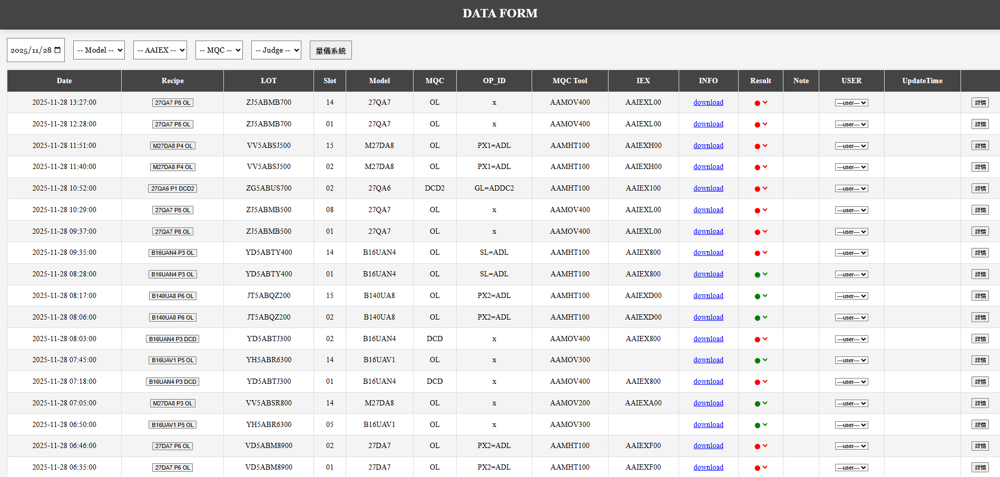 DATA FORM
2025/11/28 -- Model -- -- AAIEX -- -- MQC -- -- Judge -- 量儀系統
Date Recipe LOT Slot Model MQC OP_ID MQC Tool IEX INFO Result Note USER UpdateTime
2025-11-28 13:27:00 27QA7 P8 OL ZJ5ABMB700 14 27QA7 OL x AAMOV400 AAIEXL00 download ---user--- 詳情
2025-11-28 12:28:00 27QA7 P8 OL ZJ5ABMB700 01 27QA7 OL x AAMOV400 AAIEXL00 download ---user--- 詳情
2025-11-28 11:51:00 M27DA8 P4 OL VV5ABSJ500 15 M27DA8 OL PX1=ADL AAMHT100 AAIEXH00 download ---user--- 詳情
2025-11-28 11:40:00 M27DA8 P4 OL VV5ABSJ500 02 M27DA8 OL PX1=ADL AAMHT100 AAIEXH00 download ---user--- 詳情
2025-11-28 10:52:00 27QA6 P1 DCD2 ZG5ABUS700 02 27QA6 DCD2 GL=ADDC2 AAMHT100 AAIEX100 download ---user--- 詳情
2025-11-28 10:29:00 27QA7 P8 OL ZJ5ABMB500 08 27QA7 OL x AAMOV400 AAIEXL00 download ---user--- 詳情
2025-11-28 09:37:00 27QA7 P8 OL ZJ5ABMB500 01 27QA7 OL x AAMOV400 AAIEXL00 download ---user--- 詳情
2025-11-28 09:35:00 B16UAN4 P3 OL YD5ABTY400 14 B16UAN4 OL SL=ADL AAMHT100 AAIEX800 download ---user--- 詳情
2025-11-28 08:28:00 B16UAN4 P3 OL YD5ABTY400 01 B16UAN4 OL SL=ADL AAMHT100 AAIEX800 download ---user--- 詳情
2025-11-28 08:17:00 B140UA8 P6 OL JT5ABQZ200 15 B140UA8 OL PX2=ADL AAMHT100 AAIEXD00 download ---user--- 詳情
2025-11-28 08:06:00 B140UA8 P6 OL JT5ABQZ200 02 B140UA8 OL PX2=ADL AAMHT100 AAIEXD00 download ---user--- 詳情
2025-11-28 08:03:00 B16UAN4 P3 DCD YD5ABTJ300 02 B16UAN4 DCD x AAMOV400 AAIEX800 download ---user--- 詳情
2025-11-28 07:45:00 B16UAV1 P5 OL YH5ABR6300 14 B16UAV1 OL x AAMOV300 download ---user--- 詳情
2025-11-28 07:18:00 B16UAN4 P3 DCD YD5ABTJ300 01 B16UAN4 DCD x AAMOV400 AAIEX800 download ---user--- 詳情
2025-11-28 07:05:00 M27DA8 P3 OL VV5ABSR800 14 M27DA8 OL x AAMOV200 AAIEXA00 download ---user--- 詳情
2025-11-28 06:50:00 B16UAV1 P5 OL YH5ABR6300 05 B16UAV1 OL x AAMOV300 download ---user--- 詳情
2025-11-28 06:46:00 27DA7 P6 OL VD5ABM8900 02 27DA7 OL PX2=ADL AAMHT100 AAIEXF00 download ---user--- 詳情
2025-11-28 06:35:00 27DA7 P6 OL VD5ABM8900 01 27DA7 OL PX2=ADL AAMHT100 AAIEXF00 download ---user--- 詳情